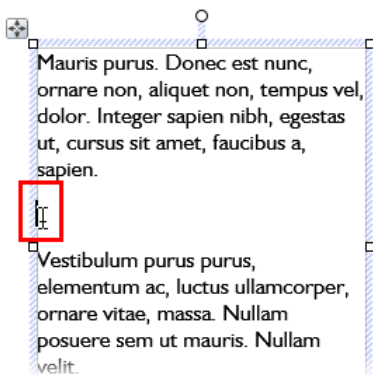 Mauris purus. Donec est nunc,
ornare non, aliquet non, tempus vel,
dolor. Integer sapien nibh, egestas
ut, cursus sit amet, faucibus a,
sapien.
Vestibulum purus purus,
elementum ac, luctus ullamcorper,
ornare vitae, massa. Nullam
posuere sem ut mauris. Nullam
velit.